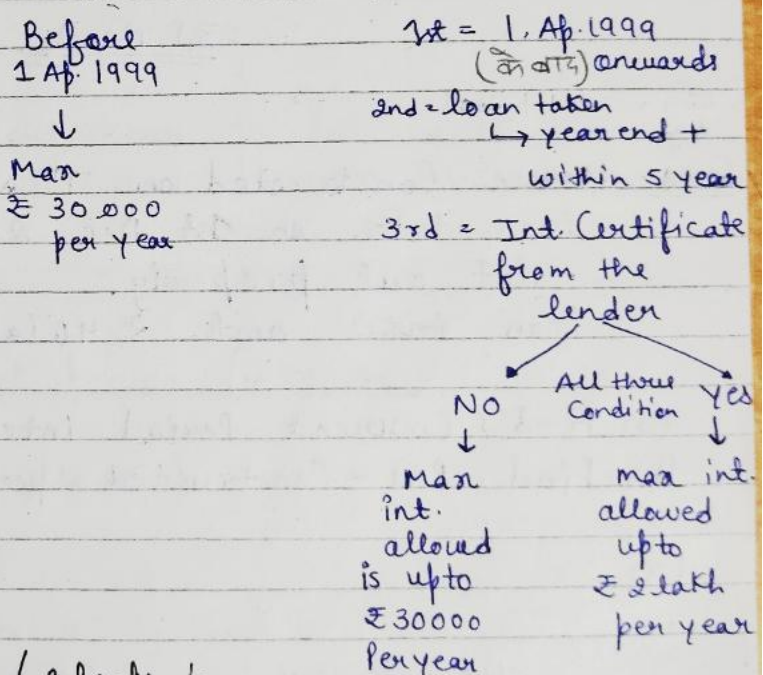 Before
1 Ap. 1999
↓
Max
₹ 30.000
per year
1st = 1. Ap. 1999
(के बाद) onwards
2nd = loan taken
↳ year end +
within 5 year
3rd = Int. Certificate
from the
lender
All three
Condition
NO
↓
Max
int.
allowed
is upto
₹ 30000
Per year
Yes
↓
max int.
allowed
upto
₹ 2 lakh
per year